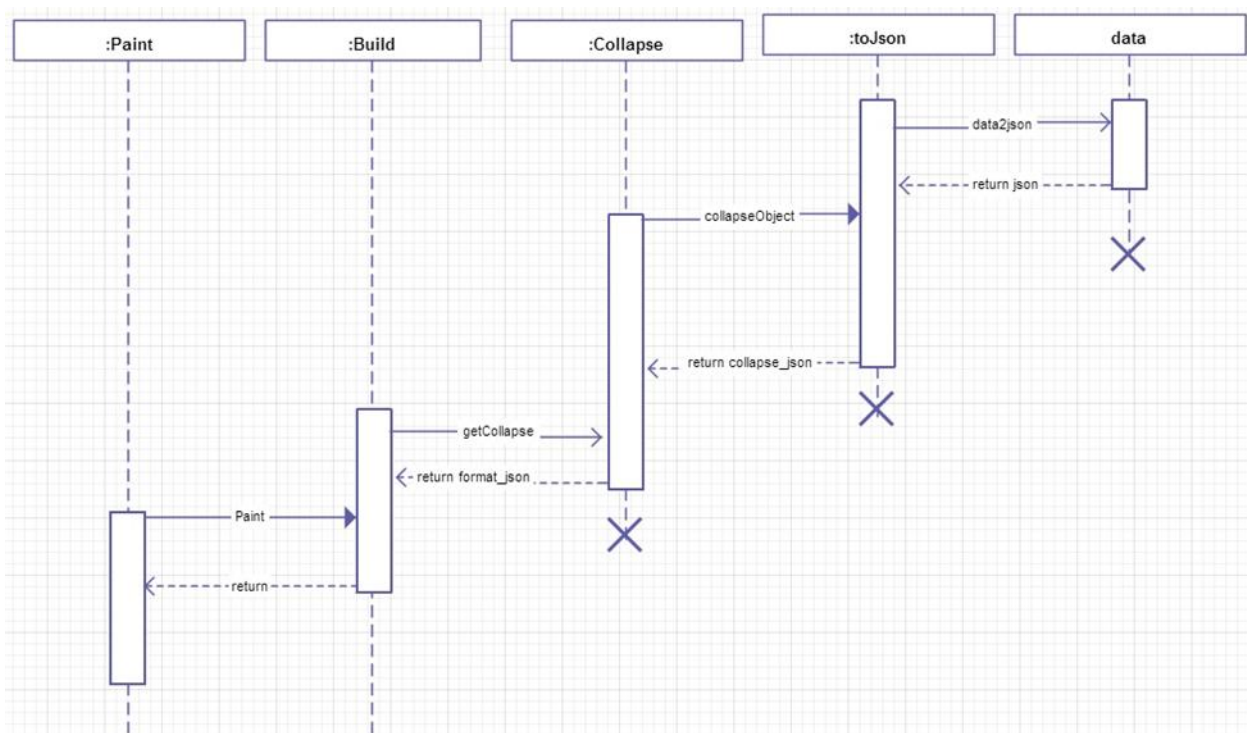 :Paint
:Build
:Collapse
:toJson
data
data2json
return json
collapseObject
return collapse_json
getCollapse
return format_json
Paint
return